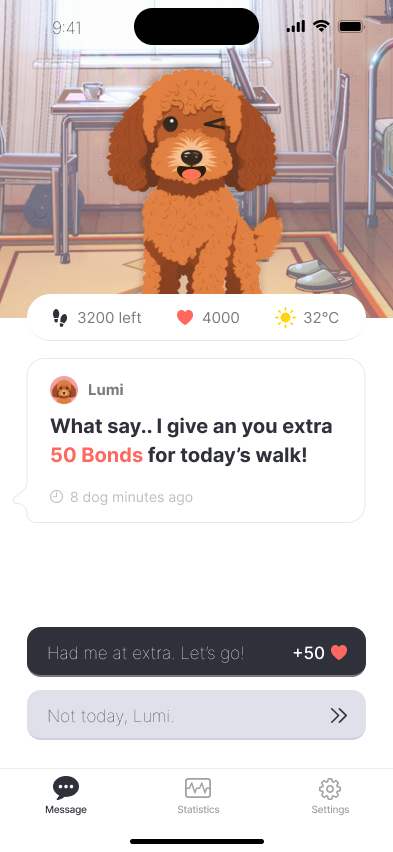 9:41
3200 left 4000 32°C
Lumi
What say.. I give an you extra
50 Bonds for today’s walk!
8 dog minutes ago
Had me at extra. Let’s go! +50
Not today, Lumi.
Message Statistics Settings